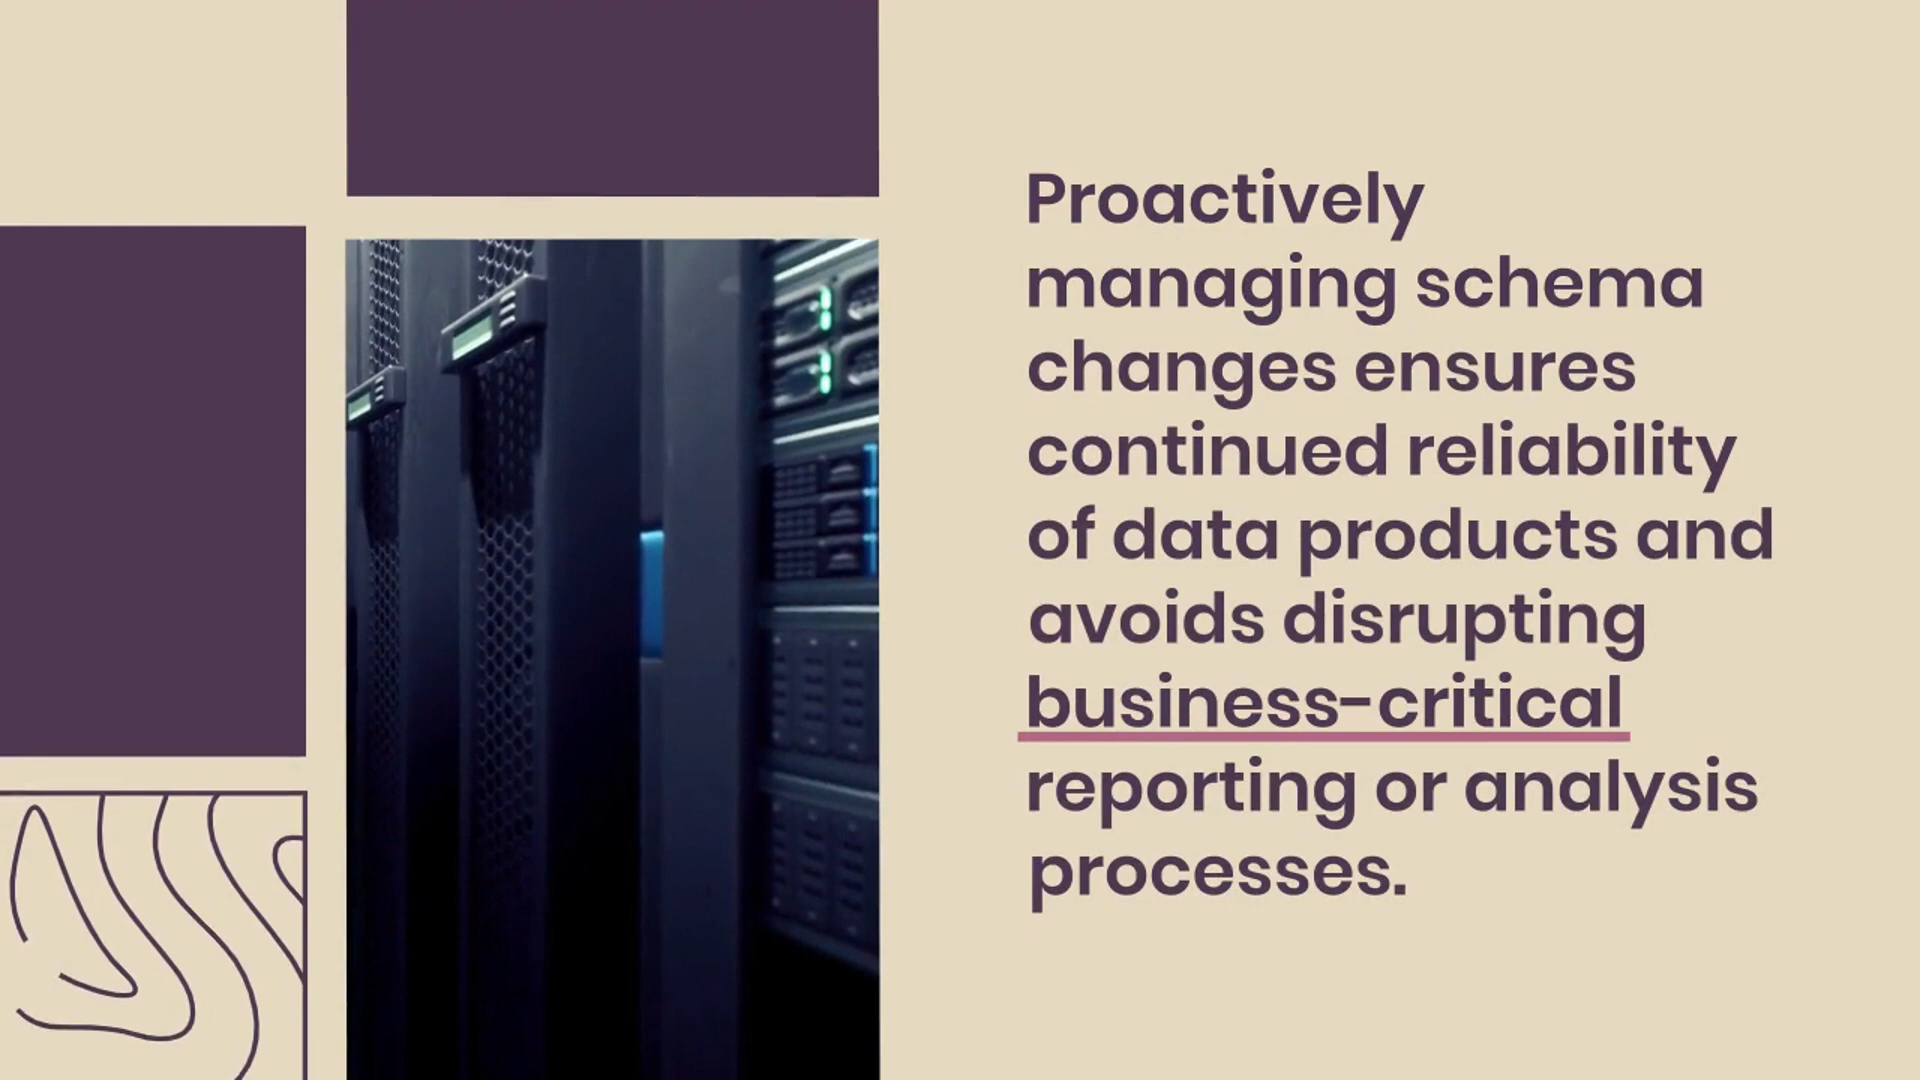 Proactively
managing schema
changes ensures
continued reliability
of data products and
avoids disrupting
business-critical
reporting or analysis
processes.